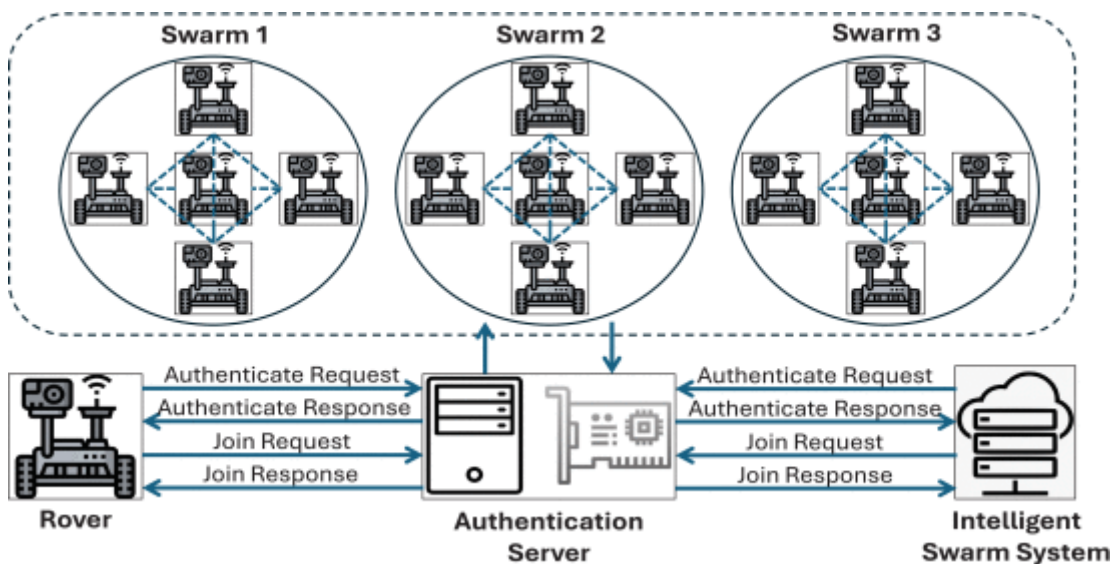 Swarm 1
Swarm 2
Swarm 3
Authenticate Request
Authenticate Response
Join Request
Join Response
Authenticate Request
Authenticate Response
Join Request
Join Response
Rover
Authentication
Server
Intelligent
Swarm System